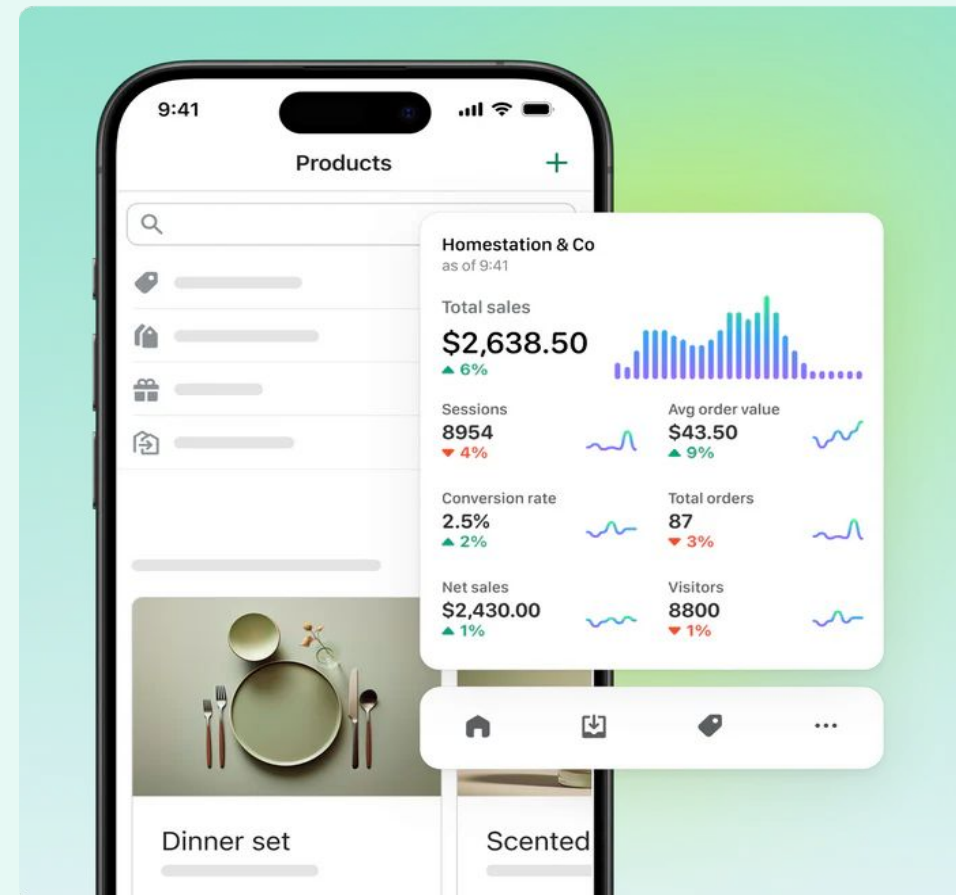 9:41
Products
+
Homestation & Co
as of 9:41
Total sales
$2,638.50
▲ 6%
Sessions
8954
▼ 4%
Avg order value
$43.50
▲ 9%
Conversion rate
2.5%
▲ 2%
Total orders
87
▼ 3%
Net sales
$2,430.00
▲ 1%
Visitors
8800
▼ 1%
Dinner set
Scented